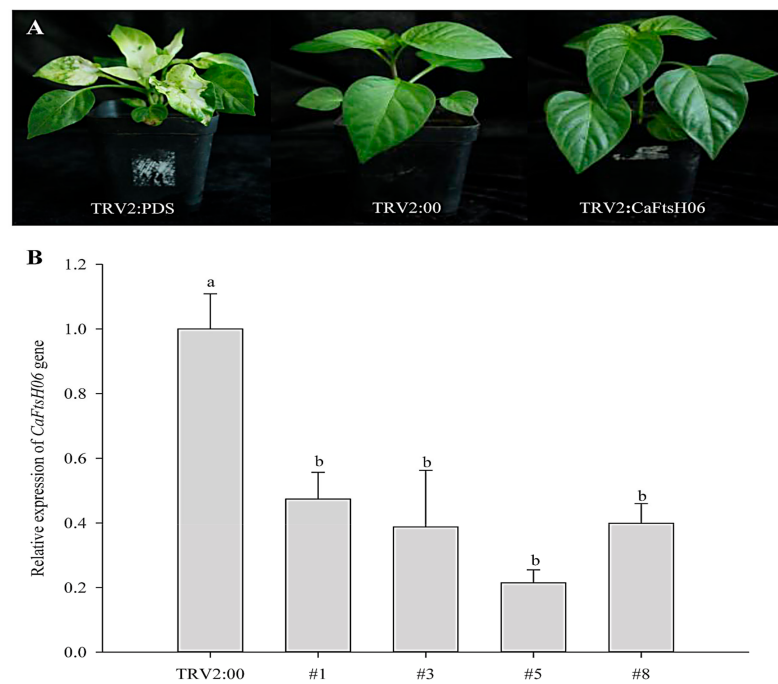 A
TRV2:PDS
TRV2:00
TRV2:CaFtsH06
B
Relative expression of CaFtsH06 gene
1.2
1.0
0.8
0.6
0.4
0.2
0.0
a
b
b
b
b
TRV2:00 #1 #3 #5 #8